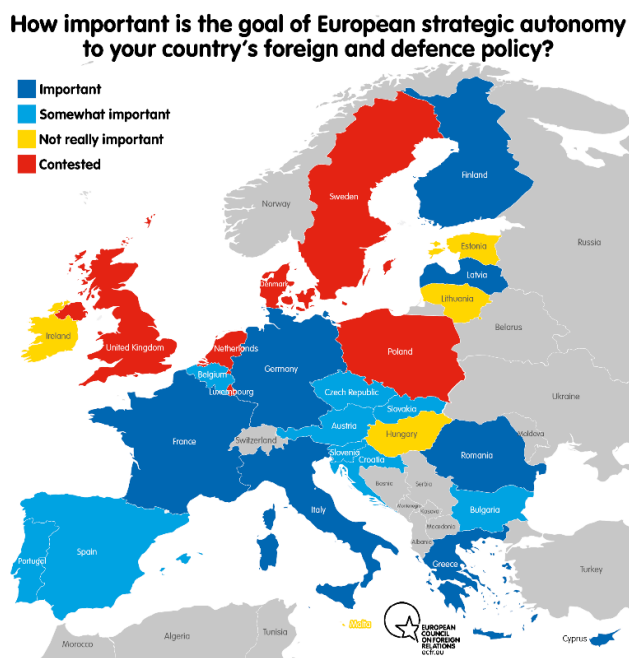 How important is the goal of European strategic autonomy
to your country's foreign and defence policy?
Important
Somewhat important
Not really important
Contested
Finland
Sweden
Norway
Russia
Estonia
Latvia
Denmark
Lithuania
Belarus
Ireland
United Kingdom
Netherlands
Poland
Germany
Belgium
Luxembourg
Czech Republic
Ukraine
Slovakia
Austria
Hungary
Moldova
France
Switzerland
Slovenia
Croatia
Romania
Bosnia
Serbia
Montenegro
Kosovo
Bulgaria
Italy
Macedonia
Albania
Portugal
Spain
Greece
Turkey
Malta
Cyprus
Morocco
Algeria
Tunisia
EUROPEAN
COUNCIL
ON FOREIGN
RELATIONS
ecfr.eu